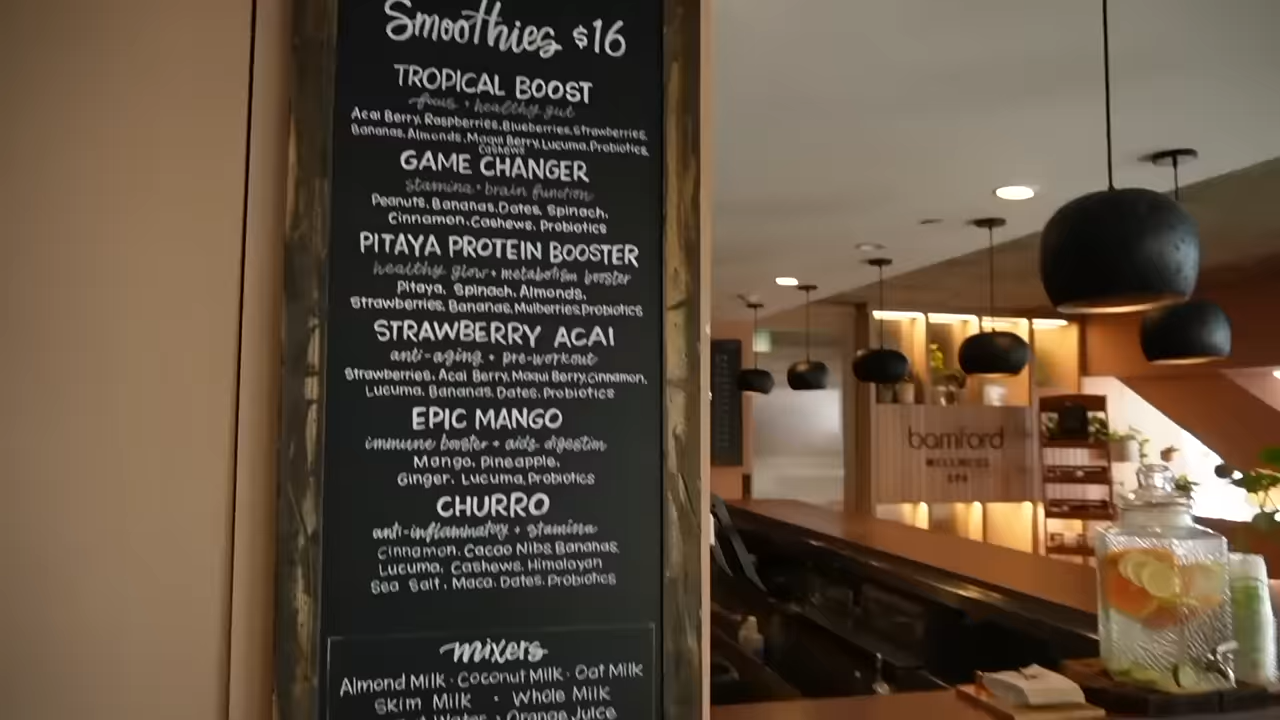 Smoothies $16
TROPICAL BOOST
focus + healthy gut
Acai Berry, Raspberries, Blueberries, Strawberries,
Bananas, Almonds, Maqui Berry, Lucuma, Probiotics,
Cashews
GAME CHANGER
stamina + brain function
Peanuts, Bananas, Dates, Spinach,
Cinnamon, Cashews, Probiotics
PITAYA PROTEIN BOOSTER
healthy glow + metabolism booster
Pitaya, Spinach, Almonds,
Strawberries, Bananas, Mulberries, Probiotics
STRAWBERRY ACAI
anti-aging + pre-workout
Strawberries, Acai Berry, Maqui Berry, Cinnamon,
Lucuma, Bananas, Dates, Probiotics
EPIC MANGO
immune booster + aids digestion
Mango, Pineapple,
Ginger, Lucuma, Probiotics
CHURRO
anti-inflammatory + stamina
Cinnamon, Cacao Nibs, Bananas,
Lucuma, Cashews, Himalayan
Sea Salt, Maca, Dates, Probiotics
mixers
Almond Milk · Coconut Milk · Oat Milk
Skim Milk · Whole Milk
Water · Orange Juice
bamford
WELLNESS
SPA